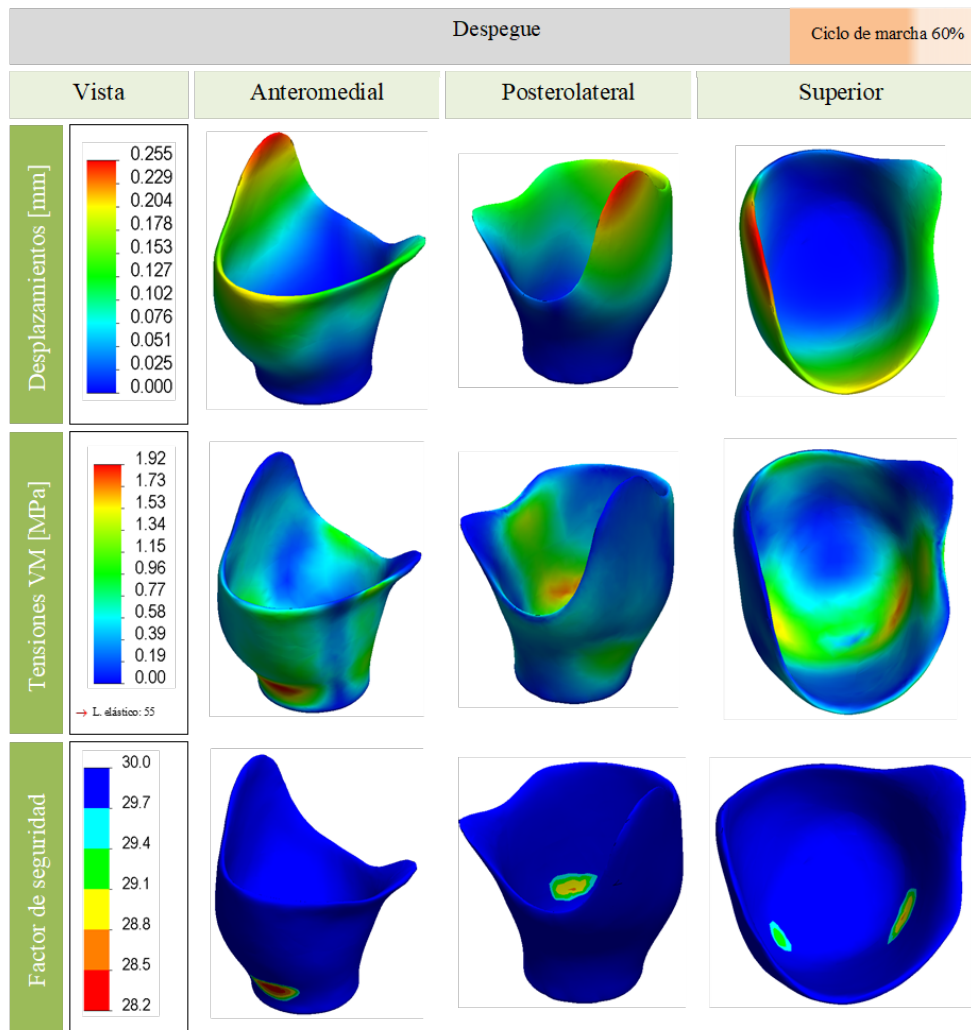 Despegue
Ciclo de marcha 60%
Vista
Anteromedial
Posterolateral
Superior
Desplazamientos [mm]
0.255
0.229
0.204
0.178
0.153
0.127
0.102
0.076
0.051
0.025
0.000
Tensiones VM [MPa]
1.92
1.73
1.53
1.34
1.15
0.96
0.77
0.58
0.39
0.19
0.00
→ L. elástico: 55
Factor de seguridad
30.0
29.7
29.4
29.1
28.8
28.5
28.2